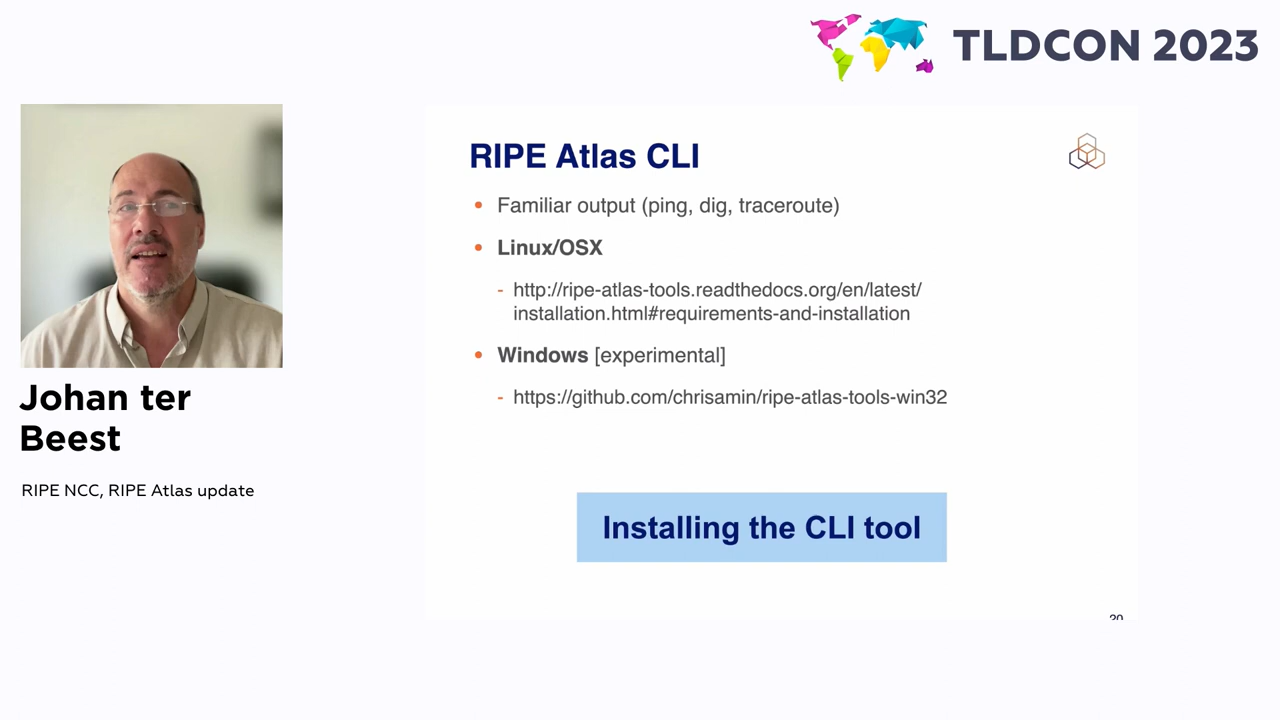 TLDCON 2023
RIPE Atlas CLI
• Familiar output (ping, dig, traceroute)
• Linux/OSX
- http://ripe-atlas-tools.readthedocs.org/en/latest/
installation.html#requirements-and-installation
• Windows [experimental]
- https://github.com/chrisamin/ripe-atlas-tools-win32
Installing the CLI tool
20
Johan ter
Beest
RIPE NCC, RIPE Atlas update